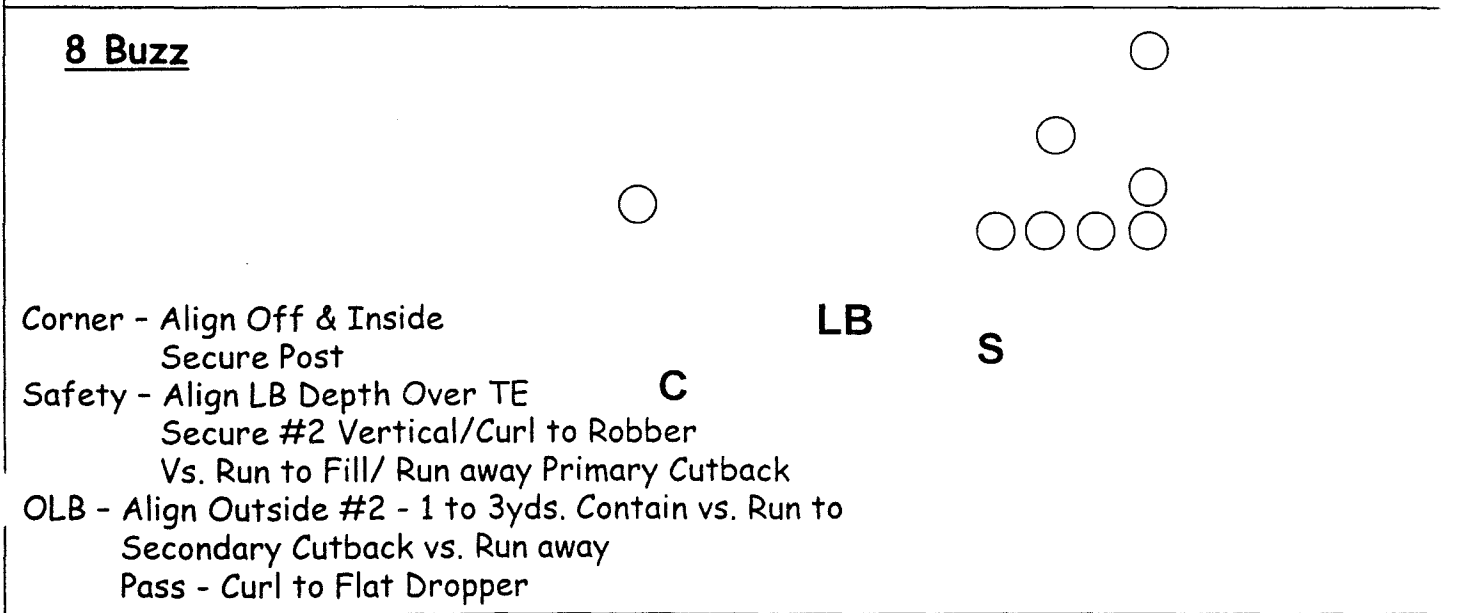 8 Buzz
Corner - Align Off & Inside
Secure Post
Safety - Align LB Depth Over TE
Secure #2 Vertical/Curl to Robber
Vs. Run to Fill/ Run away Primary Cutback
OLB - Align Outside #2 - 1 to 3yds. Contain vs. Run to
Secondary Cutback vs. Run away
Pass - Curl to Flat Dropper
LB
S
C